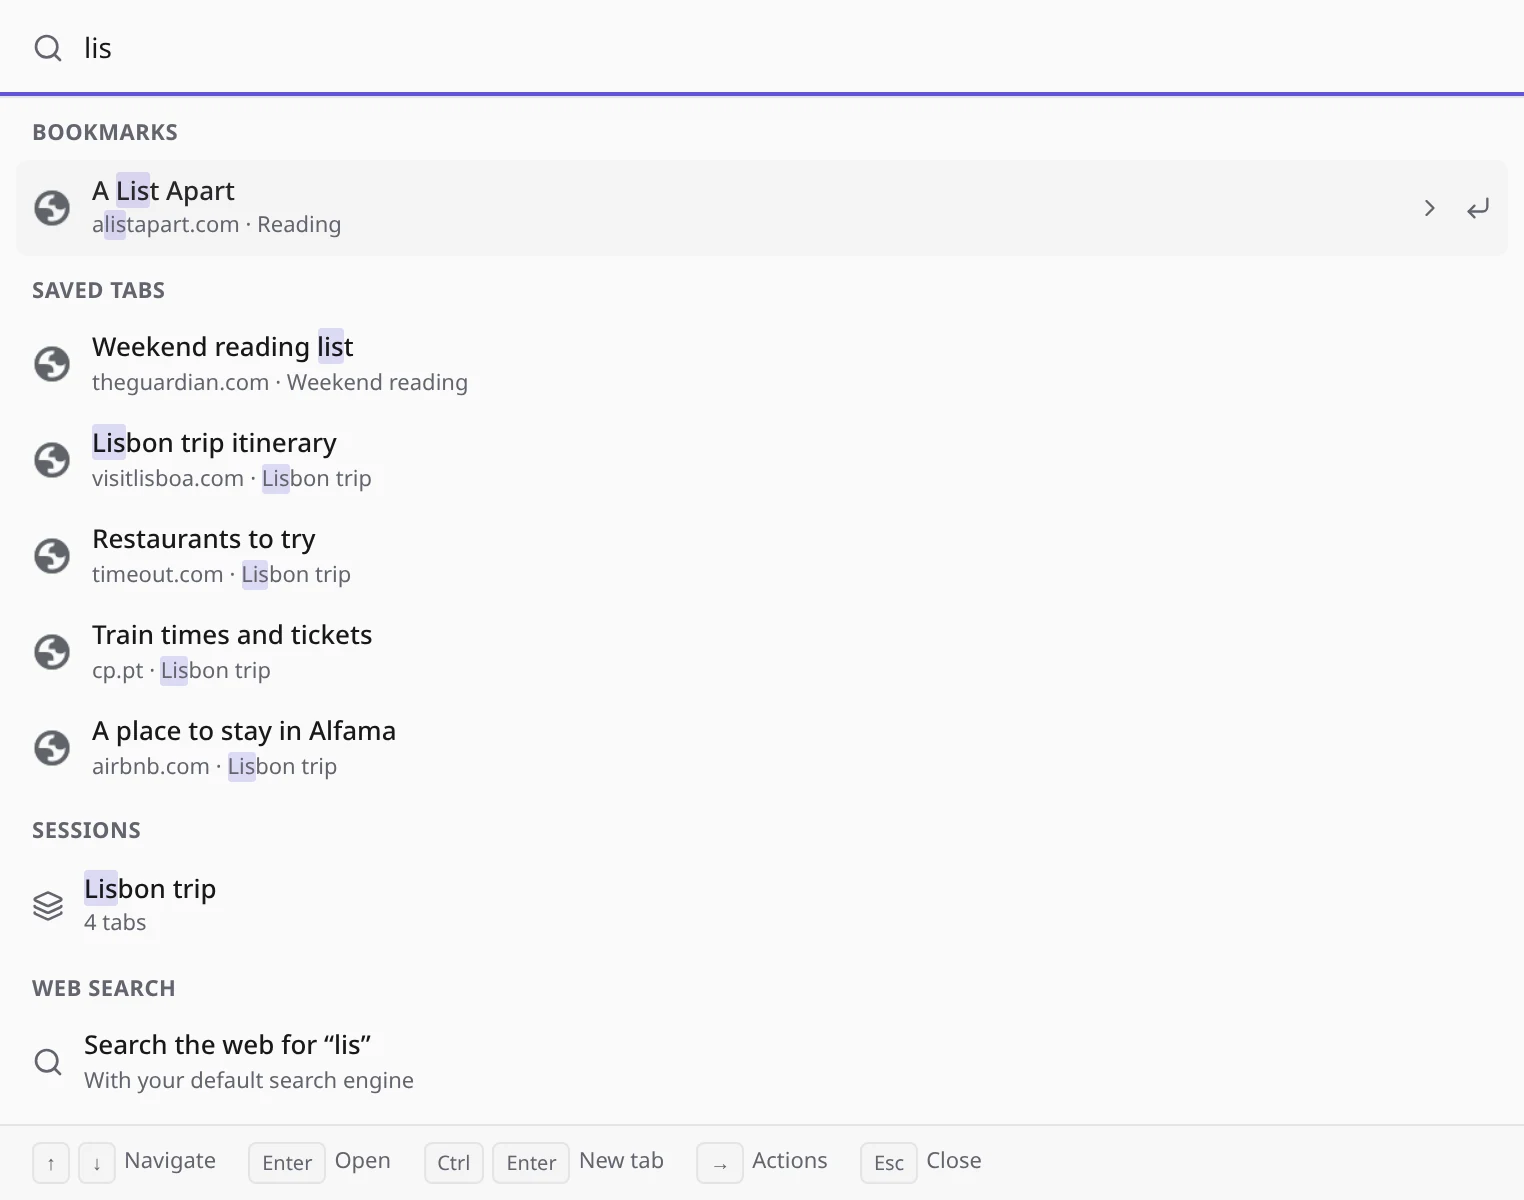 lis
BOOKMARKS
A List Apart
alistapart.com · Reading
SAVED TABS
Weekend reading list
theguardian.com · Weekend reading
Lisbon trip itinerary
visitlisboa.com · Lisbon trip
Restaurants to try
timeout.com · Lisbon trip
Train times and tickets
cp.pt · Lisbon trip
A place to stay in Alfama
airbnb.com · Lisbon trip
SESSIONS
Lisbon trip
4 tabs
WEB SEARCH
Search the web for “lis”
With your default search engine
↑ ↓ Navigate Enter Open Ctrl Enter New tab → Actions Esc Close